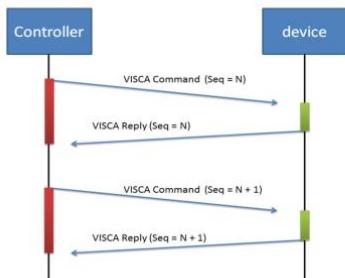 Controller
device
VISCA Command (Seq = N)
VISCA Reply (Seq = N)
VISCA Command (Seq = N + 1)
VISCA Reply (Seq = N + 1)